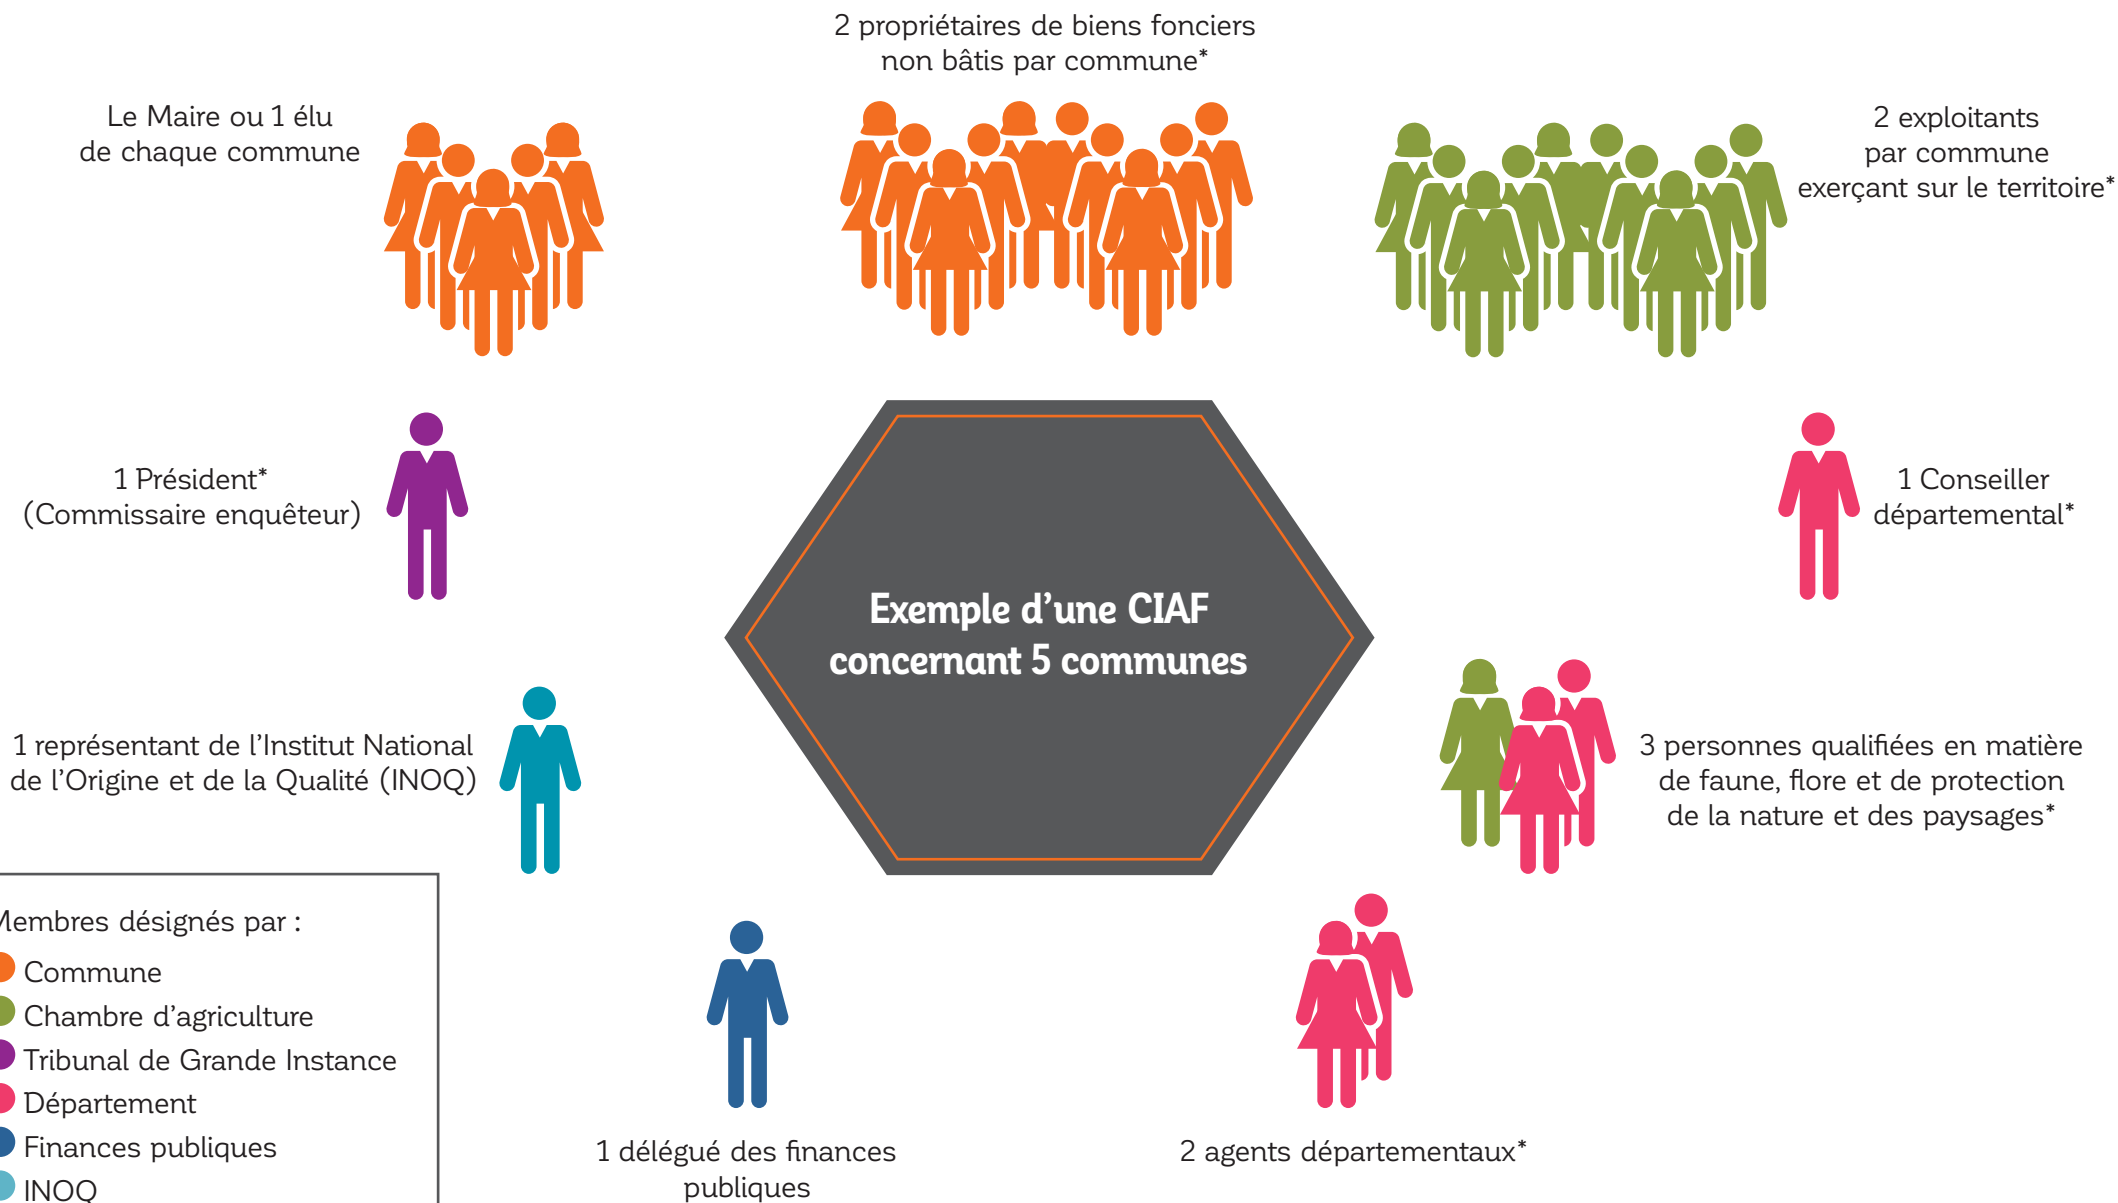 2 propriétaires de biens fonciers
non bâtis par commune*
Le Maire ou 1 élu
de chaque commune
2 exploitants
par commune
exerçant sur le territoire*
1 Président*
(Commissaire enquêteur)
1 Conseiller
départemental*
Exemple d’une CIAF
concernant 5 communes
1 représentant de l’Institut National
de l’Origine et de la Qualité (INOQ)
3 personnes qualifiées en matière
de faune, flore et de protection
de la nature et des paysages*
Membres désignés par :
Commune
Chambre d’agriculture
Tribunal de Grande Instance
Département
Finances publiques
INOQ
1 délégué des finances
publiques
2 agents départementaux*